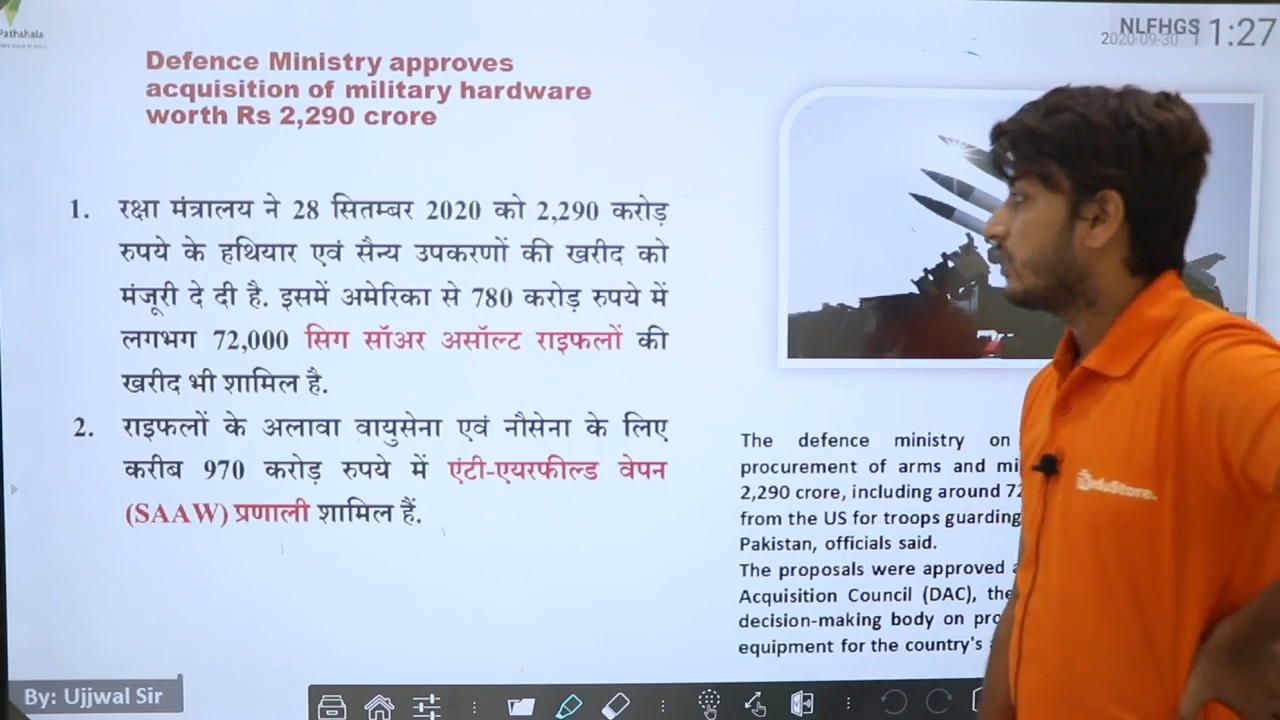 Pathshala
NLFHGS
2020-09-30
11:27
Defence Ministry approves
acquisition of military hardware
worth Rs 2,290 crore
1. रक्षा मंत्रालय ने 28 सितम्बर 2020 को 2,290 करोड़
रुपये के हथियार एवं सैन्य उपकरणों की खरीद को
मंजूरी दे दी है. इसमें अमेरिका से 780 करोड़ रुपये में
लगभग 72,000 सिग सॉअर असॉल्ट राइफलों की
खरीद भी शामिल है.
2. राइफलों के अलावा वायुसेना एवं नौसेना के लिए
करीब 970 करोड़ रुपये में एंटी-एयरफील्ड वेपन
(SAAW) प्रणाली शामिल हैं.
The defence ministry on
procurement of arms and mi
2,290 crore, including around 72
from the US for troops guarding
Pakistan, officials said.
The proposals were approved
Acquisition Council (DAC), the
decision-making body on pro
equipment for the country's
EduStore
By: Ujjwal Sir